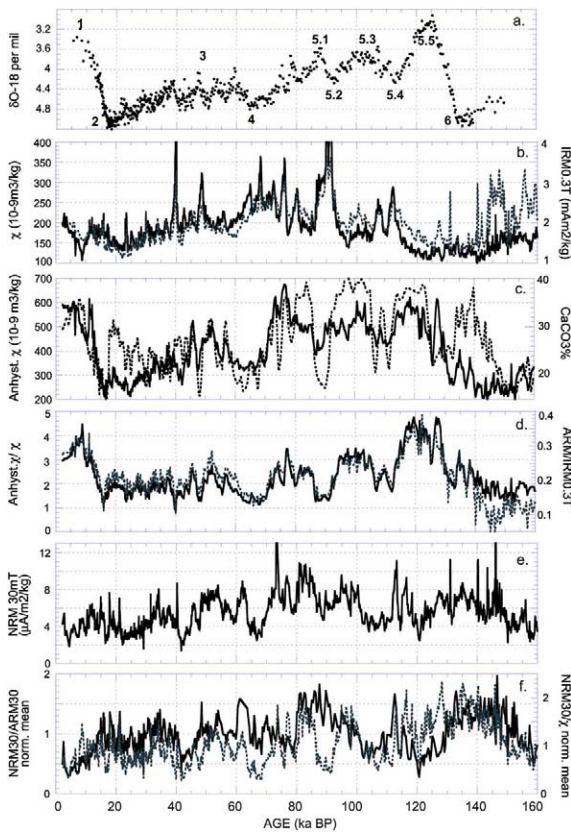 a.
δO-18 per mil
3.2
3.6
4
4.4
4.8
1
2
3
4
5.1
5.2
5.3
5.4
5.5
6
b.
χ (10-9m3/kg)
400
350
300
250
200
150
100
IRM0.3T (mAm2/kg)
4
3
2
1
c.
Anhyst. χ (10-9 m3/kg)
700
600
500
400
300
200
CaCO3%
40
30
20
d.
Anhyst.χ/ χ
5
4
3
2
1
0
ARM/IRM0.3T
0.4
0.3
0.2
0.1
e.
NRM 30mT
(μA/m2/kg)
12
8
4
0
f.
NRM30/ARM30
norm. mean
2
1
0
NRM30/χ norm. mean
2
1
0
0 20 40 60 80 100 120 140 160
AGE (ka BP)